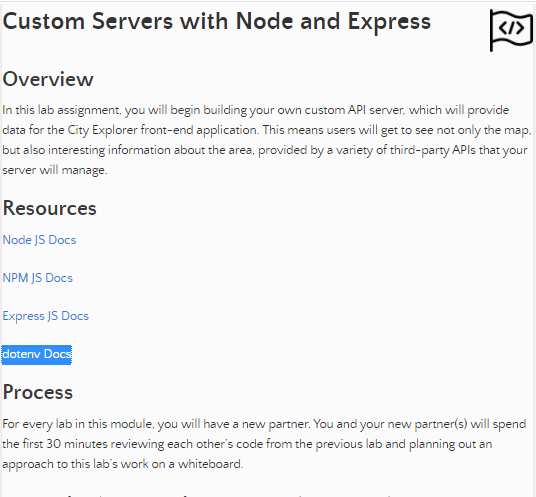 Custom Servers with Node and Express
</>
Overview
In this lab assignment, you will begin building your own custom API server, which will provide
data for the City Explorer front-end application. This means users will get to see not only the map,
but also interesting information about the area, provided by a variety of third-party APIs that your
server will manage.
Resources
Node JS Docs
NPM JS Docs
Express JS Docs
dotenv Docs
Process
For every lab in this module, you will have a new partner. You and your new partner(s) will spend
the first 30 minutes reviewing each other's code from the previous lab and planning out an
approach to this lab's work on a whiteboard.